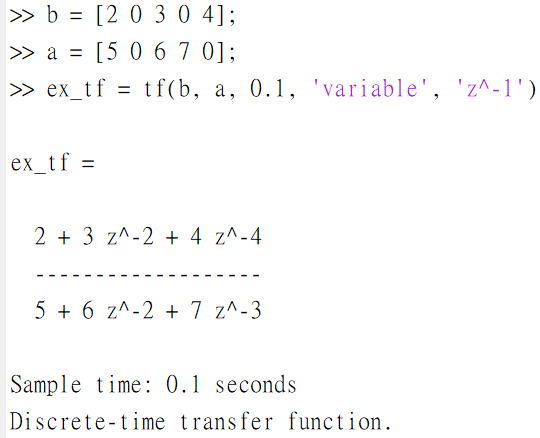 >> b = [2 0 3 0 4];
>> a = [5 0 6 7 0];
>> ex_tf = tf(b, a, 0.1, 'variable', 'z^-1')
ex_tf =
2 + 3 z^-2 + 4 z^-4
-------------------
5 + 6 z^-2 + 7 z^-3
Sample time: 0.1 seconds
Discrete-time transfer function.